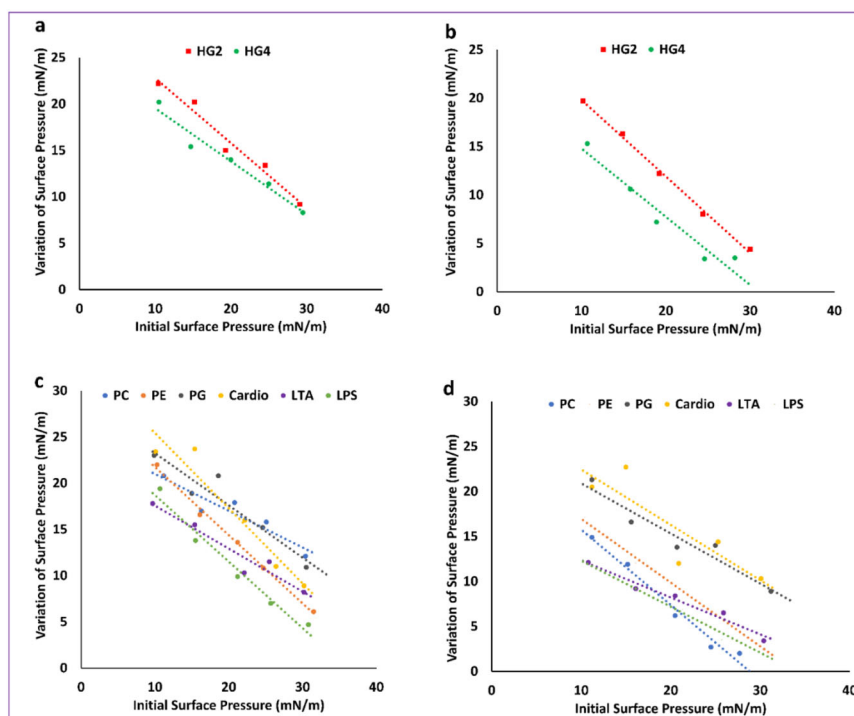 a
HG2 HG4
25
20
15
10
5
0
0 10 20 30 40
Variation of Surface Pressure (mN/m)
Initial Surface Pressure (mN/m)
b
HG2 HG4
25
20
15
10
5
0
0 10 20 30 40
Variation of Surface Pressure (mN/m)
Initial Surface Pressure (mN/m)
c
PC PE PG Cardio LTA LPS
30
25
20
15
10
5
0
0 10 20 30 40
Variation of Surface Pressure (mN/m)
Initial Surface Pressure (mN/m)
d
PC PE PG Cardio LTA LPS
30
25
20
15
10
5
0
0 10 20 30 40
Variation of Surface Pressure (mN/m)
Initial Surface Pressure (mN/m)